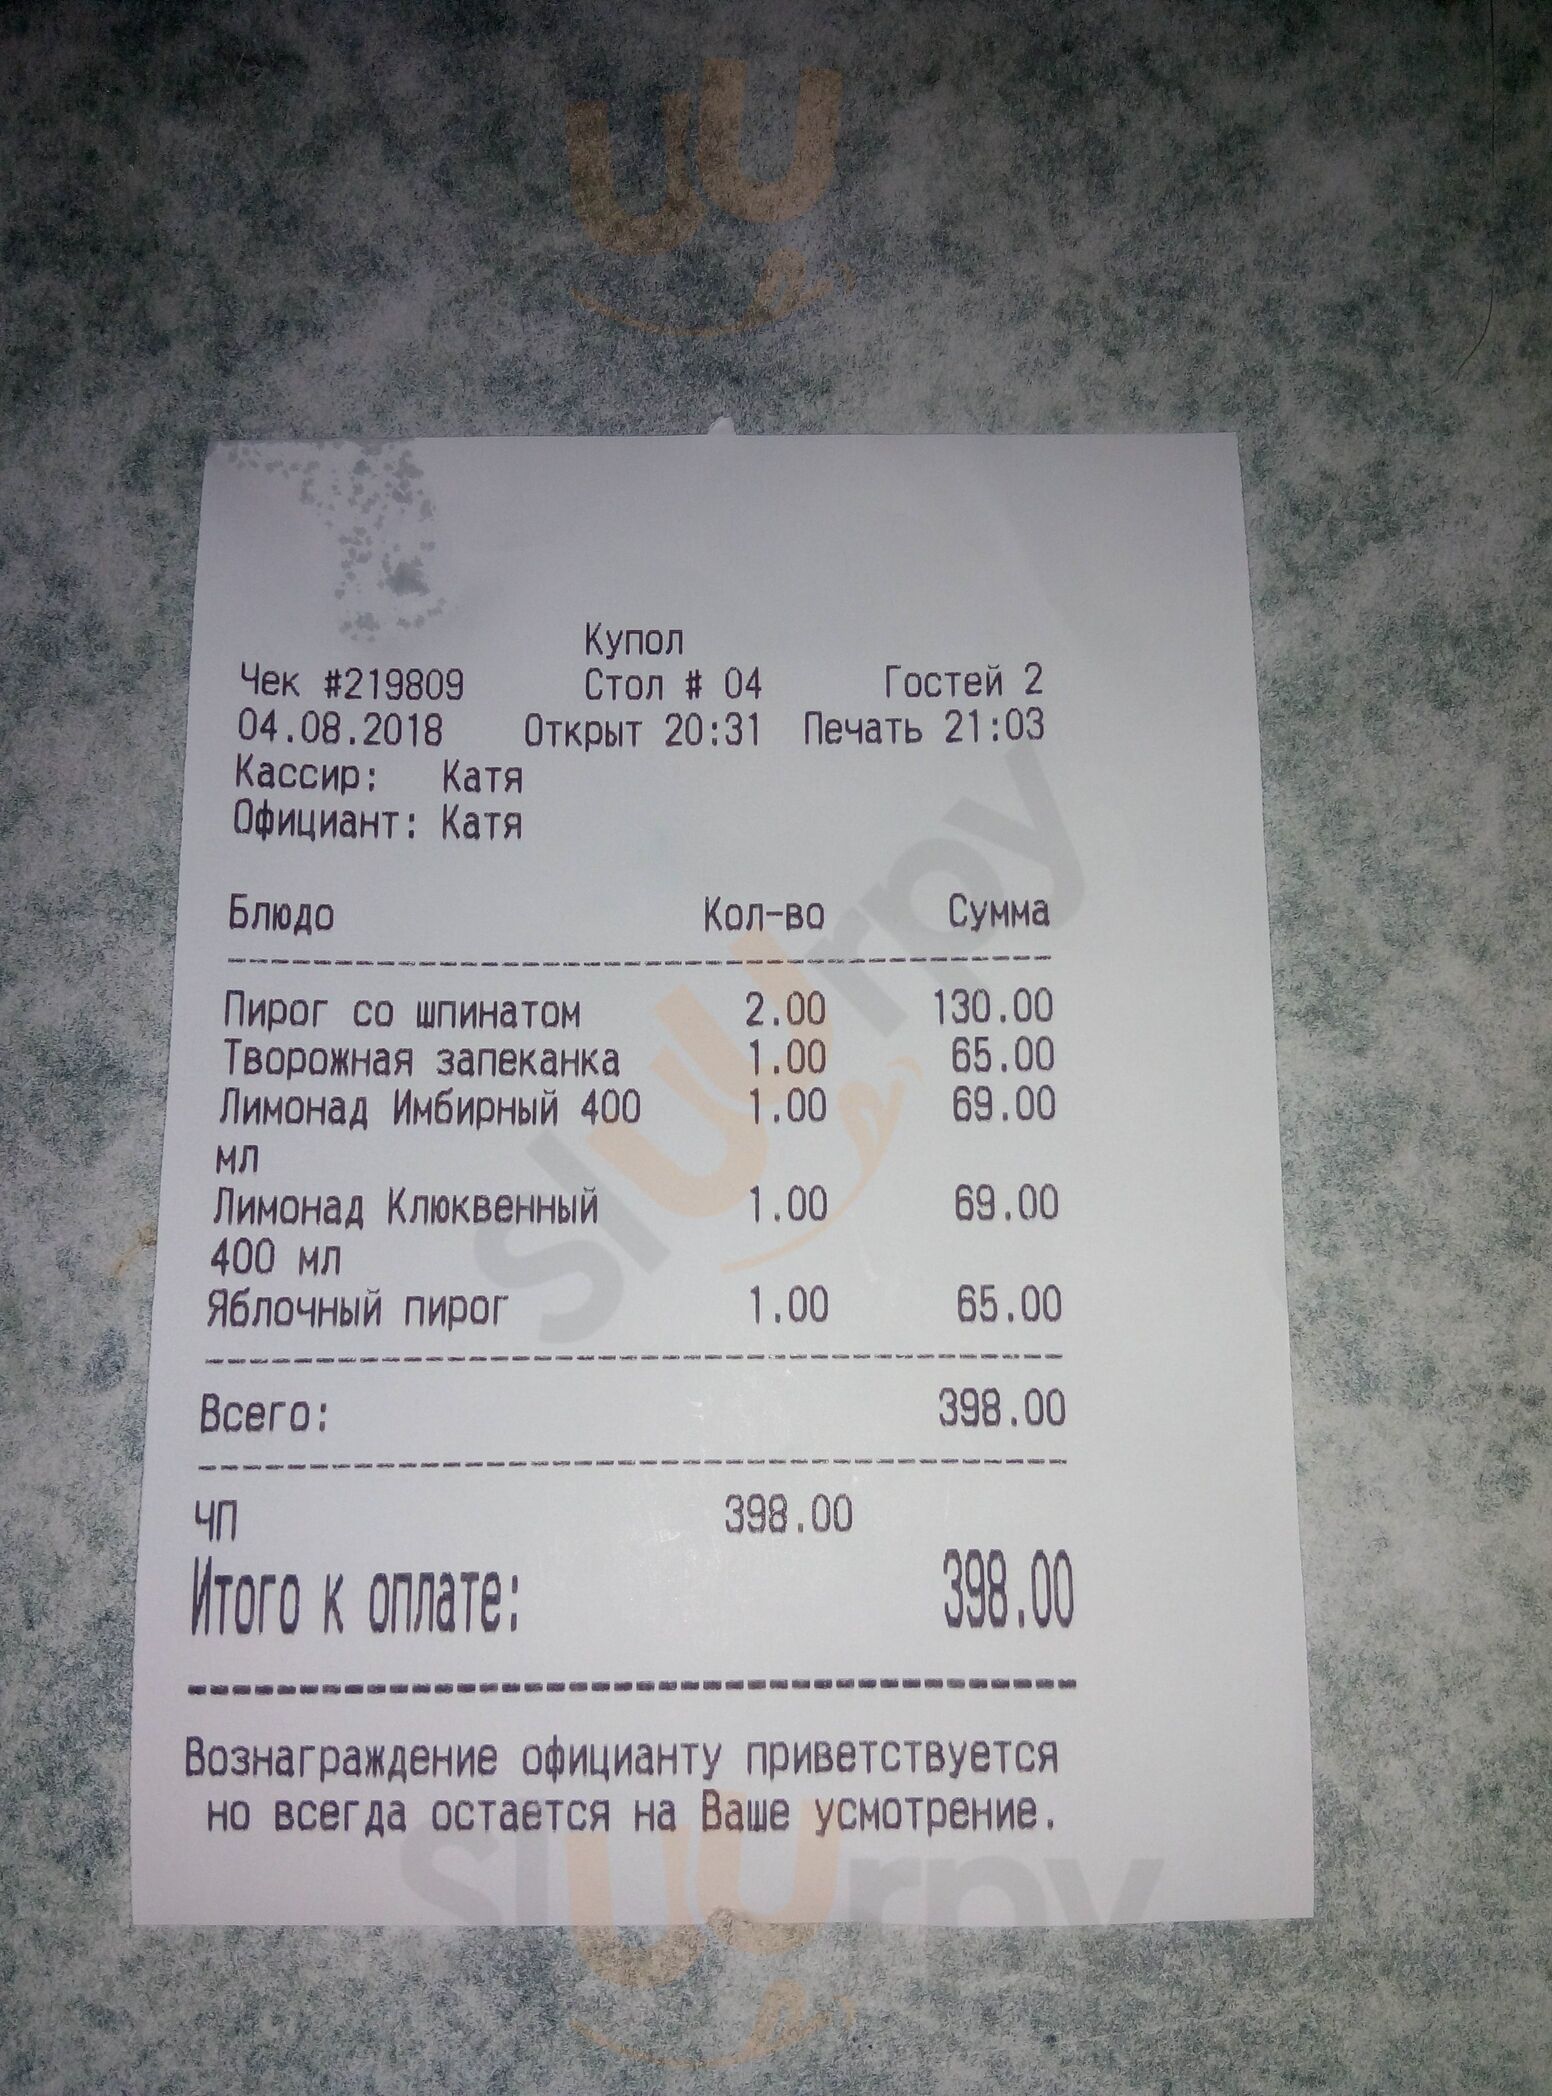 Купол
Чек #219809 Стол # 04 Гостей 2
04.08.2018 Открыт 20:31 Печать 21:03
Кассир: Катя
Официант: Катя
Блюдо Кол-во Сумма
Пирог со шпинатом 2.00 130.00
Творожная запеканка 1.00 65.00
Лимонад Имбирный 400 1.00 69.00
мл
Лимонад Клюквенный 1.00 69.00
400 мл
Яблочный пирог 1.00 65.00
Всего: 398.00
ЧП 398.00
Итого к оплате: 398.00
Вознаграждение официанту приветствуется
но всегда остается на Ваше усмотрение.
slUrpy
slUrpy